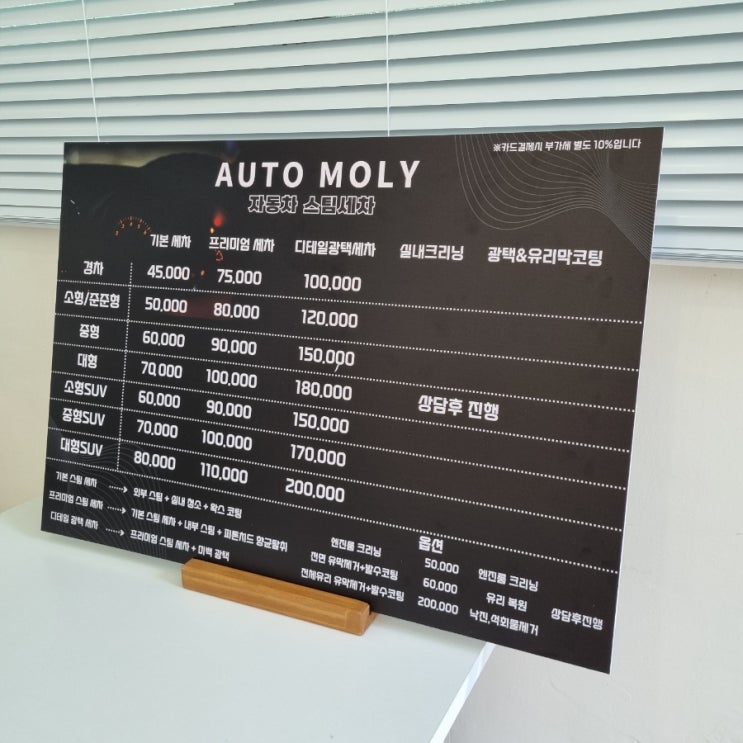 ※카드결제시 부가세 별도 10%입니다
AUTO MOLY
자동차 스팀세차
기본 세차 프리미엄 세차 디테일광택세차 실내크리닝 광택&유리막코팅
경차 45,000 75,000 100,000
소형/준준형 50,000 80,000 120,000
중형 60,000 90,000 150,000
대형 70,000 100,000 180,000
소형SUV 60,000 90,000 150,000
상담후 진행
중형SUV 70,000 100,000 170,000
대형SUV 80,000 110,000 200,000
기본 스팀 세차 외부 스팀 + 실내 청소 + 왁스 코팅
프리미엄 스팀 세차 기본 스팀 세차 + 내부 스팀 + 피톤치드 항균탈취
디테일 광택 세차 프리미엄 스팀 세차 + 미백 광택
옵션
엔진룸 크리닝 50,000 엔진룸 크리닝
전면 유막제거+발수코팅 60,000 유리 복원 상담후진행
전체유리 유막제거+발수코팅 200,000 낙진,석회물제거